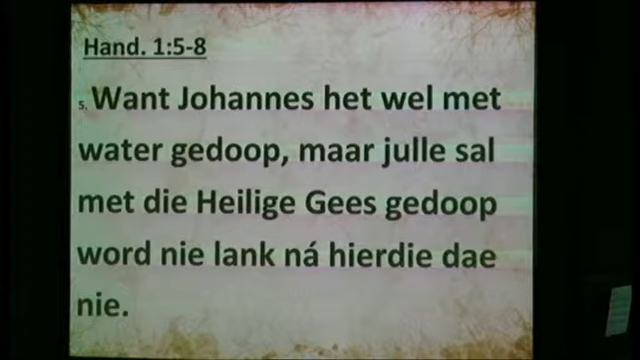 Hand. 1:5-8
5. Want Johannes het wel met
water gedoop, maar julle sal
met die Heilige Gees gedoop
word nie lank ná hierdie dae
nie.